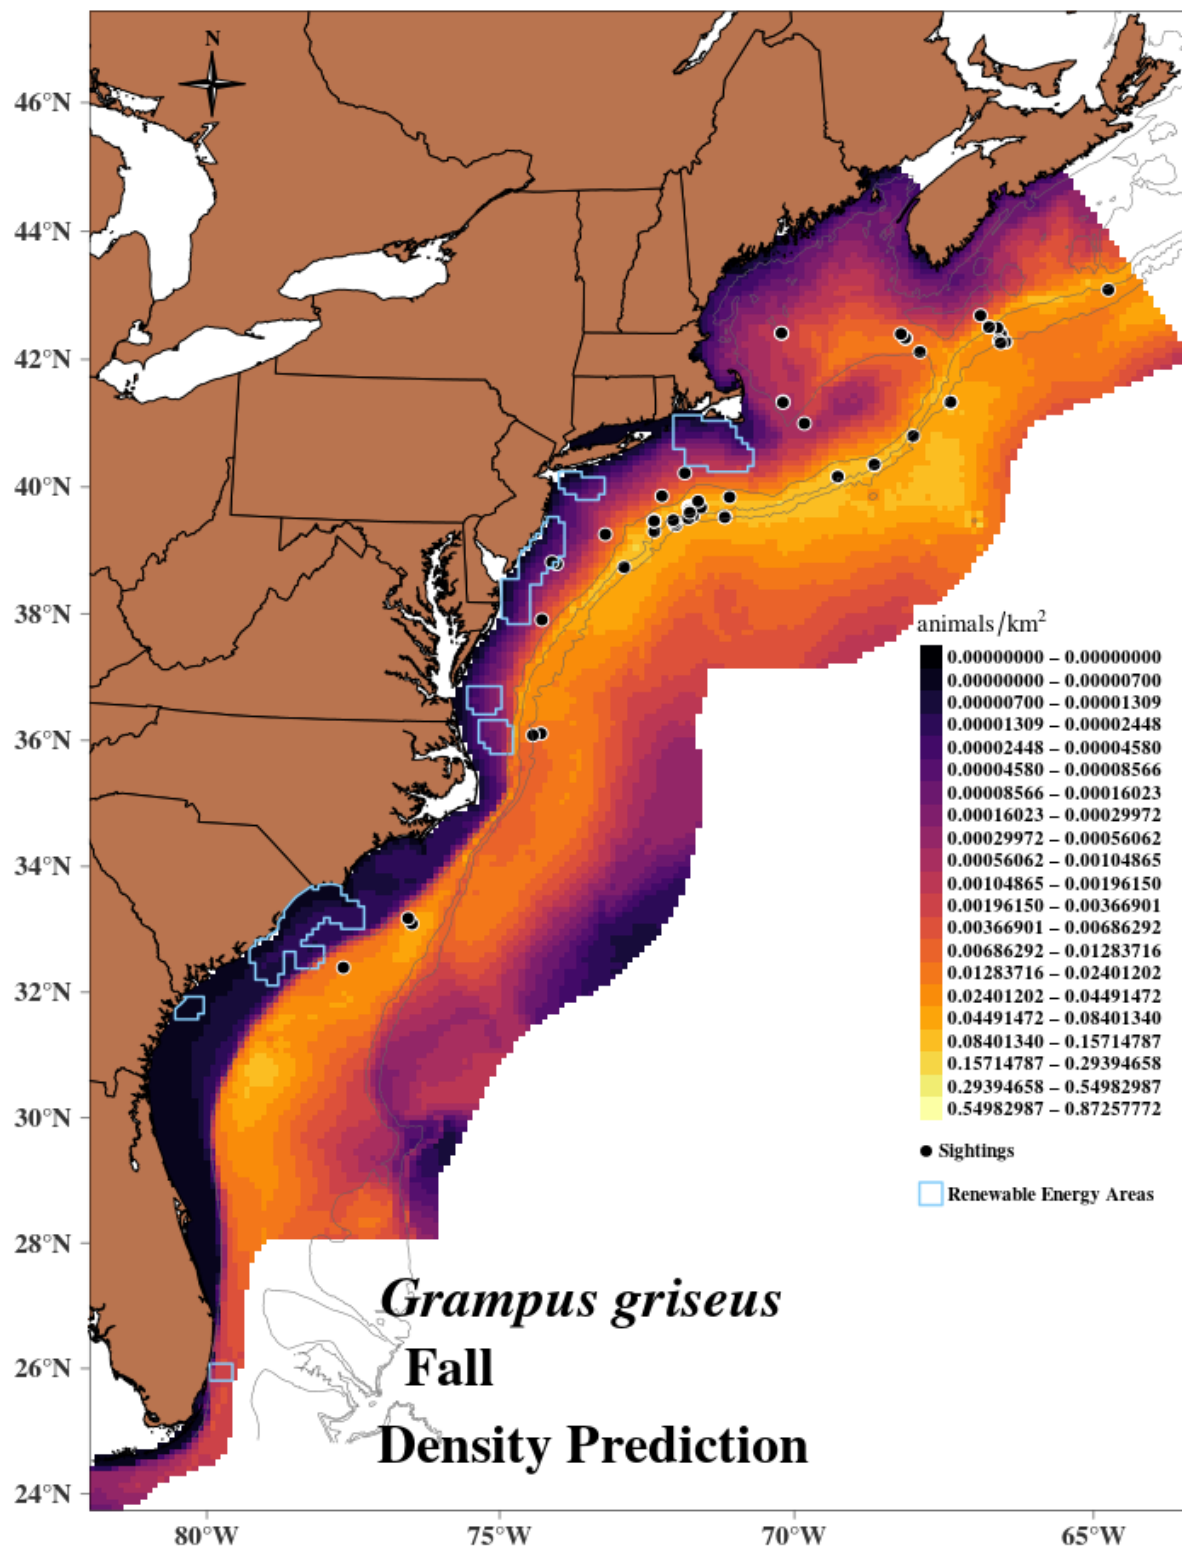 N
46°N
44°N
42°N
40°N
38°N
36°N
34°N
32°N
30°N
28°N
26°N
24°N
animals/km²
0.00000000 – 0.00000000
0.00000000 – 0.00000700
0.00000700 – 0.00001309
0.00001309 – 0.00002448
0.00002448 – 0.00004580
0.00004580 – 0.00008566
0.00008566 – 0.00016023
0.00016023 – 0.00029972
0.00029972 – 0.00056062
0.00056062 – 0.00104865
0.00104865 – 0.00196150
0.00196150 – 0.00366901
0.00366901 – 0.00686292
0.00686292 – 0.01283716
0.01283716 – 0.02401202
0.02401202 – 0.04491472
0.04491472 – 0.08401340
0.08401340 – 0.15714787
0.15714787 – 0.29394658
0.29394658 – 0.54982987
0.54982987 – 0.87257772
Sightings
Renewable Energy Areas
Grampus griseus
Fall
Density Prediction
80°W 75°W 70°W 65°W